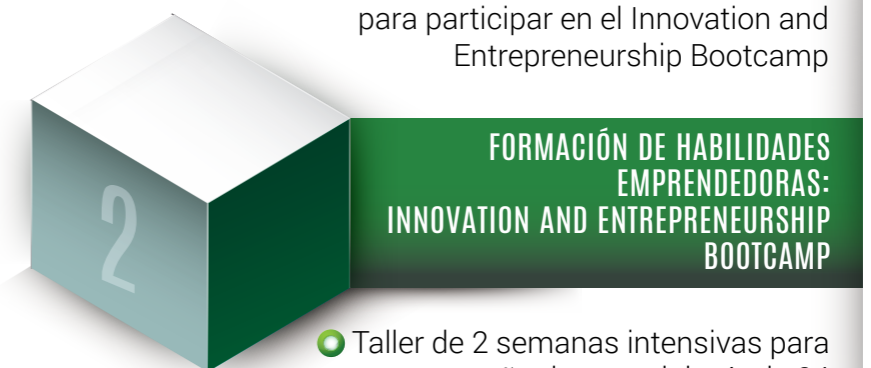 para participar en el Innovation and
Entrepreneurship Bootcamp
2
FORMACIÓN DE HABILIDADES
EMPRENDEDORAS:
INNOVATION AND ENTREPRENEURSHIP
BOOTCAMP
Taller de 2 semanas intensivas para